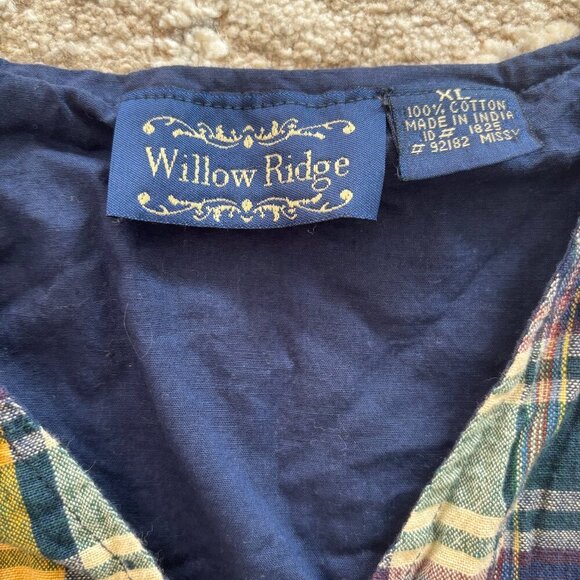 Willow Ridge
XL
100% COTTON
MADE IN INDIA
ID # 1825
# 92182 MISSY